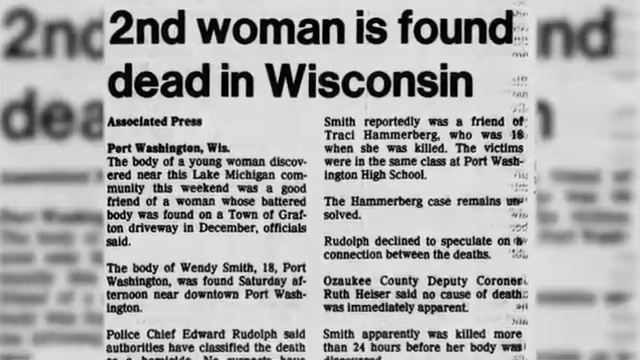 2nd woman is found
dead in Wisconsin
Associated Press
Port Washington, Wis.
The body of a young woman discov-
ered near this Lake Michigan com-
munity this weekend was a good
friend of a woman whose battered
body was found on a Town of Graf-
ton driveway in December, officials
said.
The body of Wendy Smith, 18, Port
Washington, was found Saturday af-
ternoon near downtown Port Wash-
ington.
Police Chief Edward Rudolph said
authorities have classified the death
Smith reportedly was a friend of
Traci Hammerberg, who was 18
when she was killed. The victims
were in the same class at Port Wash-
ington High School.
The Hammerberg case remains un-
solved.
Rudolph declined to speculate on a
connection between the deaths.
Ozaukee County Deputy Coroner
Ruth Heiser said no cause of death
was immediately apparent.
Smith apparently was killed more
than 24 hours before her body was